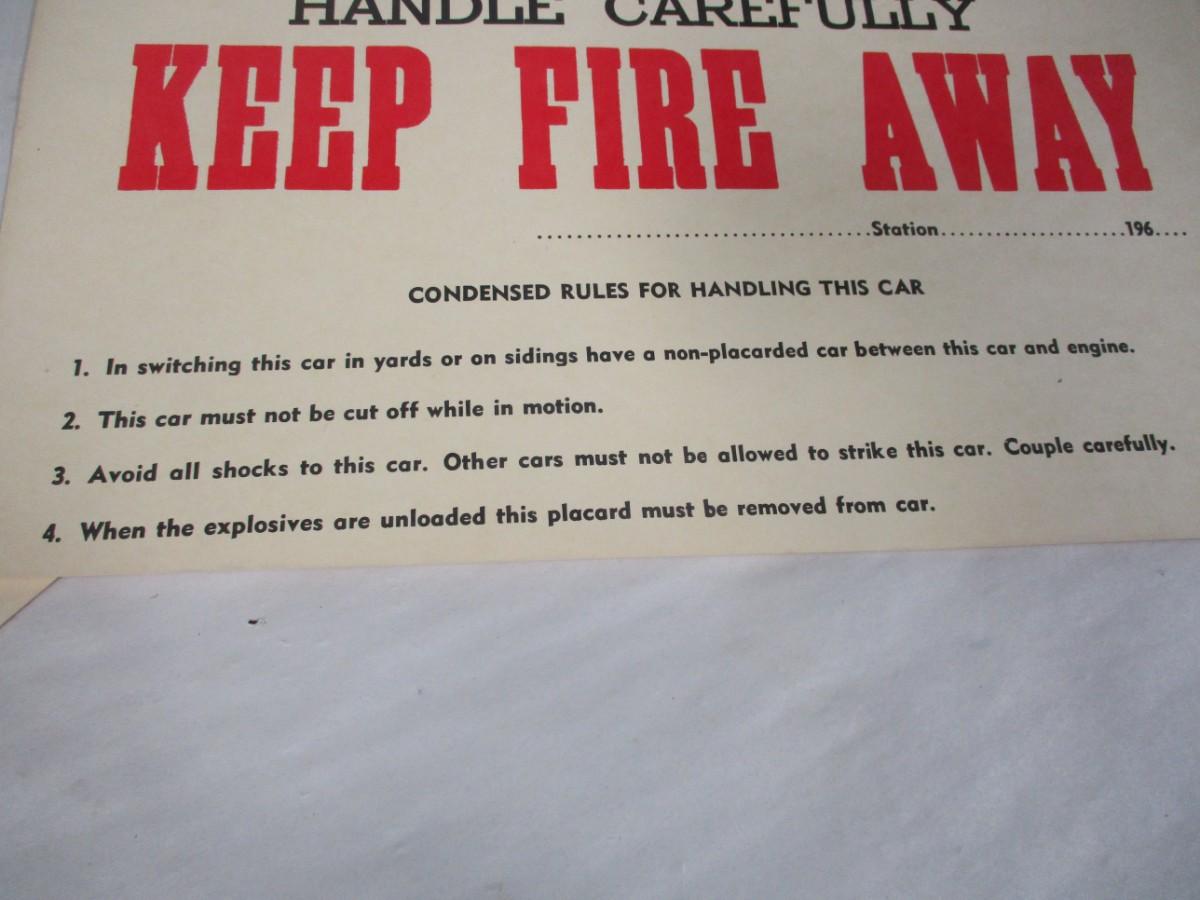 HANDLE CAREFULLY
KEEP FIRE AWAY
..................................Station...................196....
CONDENSED RULES FOR HANDLING THIS CAR
1. In switching this car in yards or on sidings have a non-placarded car between this car and engine.
2. This car must not be cut off while in motion.
3. Avoid all shocks to this car. Other cars must not be allowed to strike this car. Couple carefully.
4. When the explosives are unloaded this placard must be removed from car.